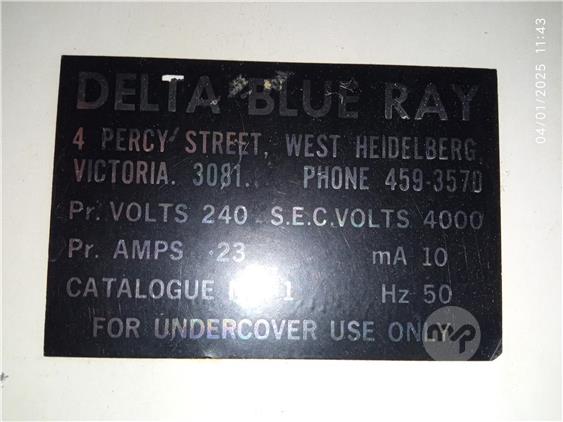 DELTA BLUE RAY
4 PERCY STREET, WEST HEIDELBERG.
VICTORIA. 3081. PHONE 459-3570
Pr. VOLTS 240 S.E.C. VOLTS 4000
Pr. AMPS .23 mA 10
CATALOGUE 1 Hz 50
FOR UNDERCOVER USE ONLY.
04/01/2025 11:43